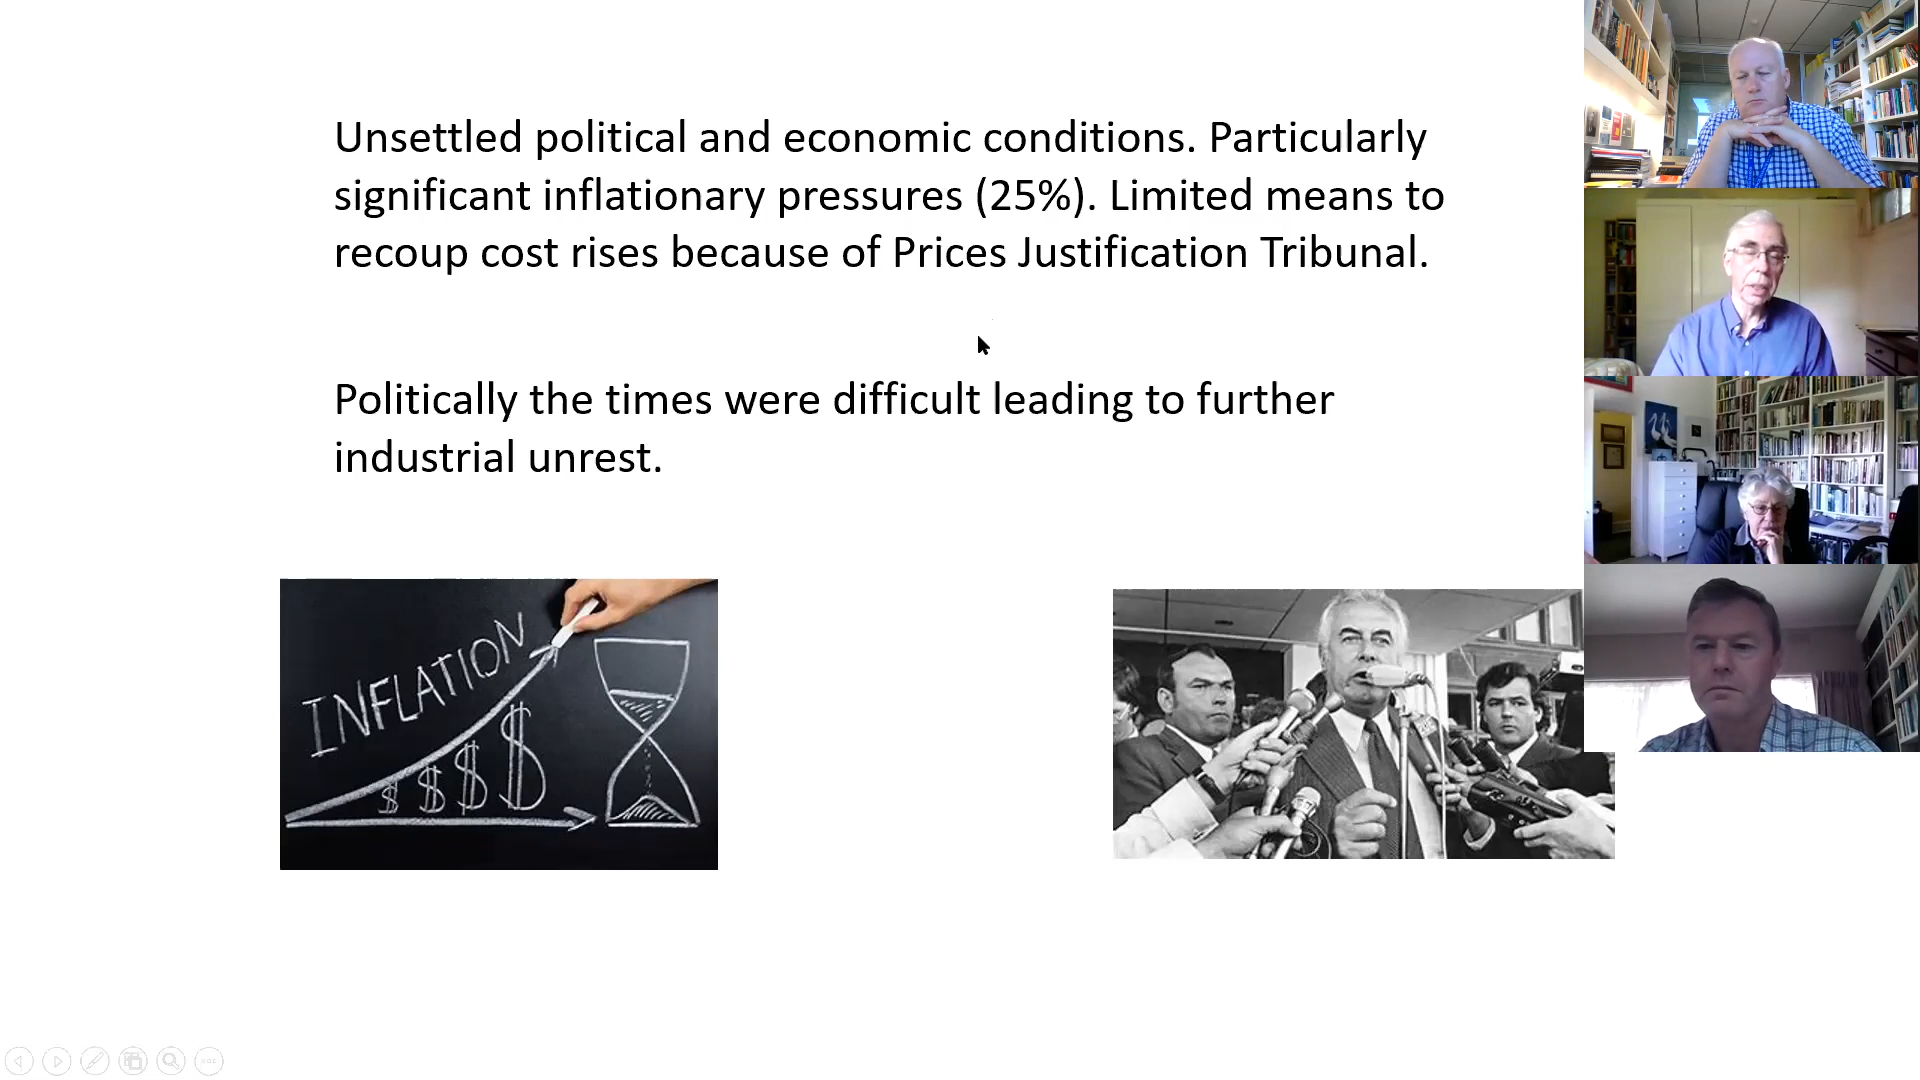 Unsettled political and economic conditions. Particularly
significant inflationary pressures (25%). Limited means to
recoup cost rises because of Prices Justification Tribunal.
Politically the times were difficult leading to further
industrial unrest.
INFLATION
$ $ $ $